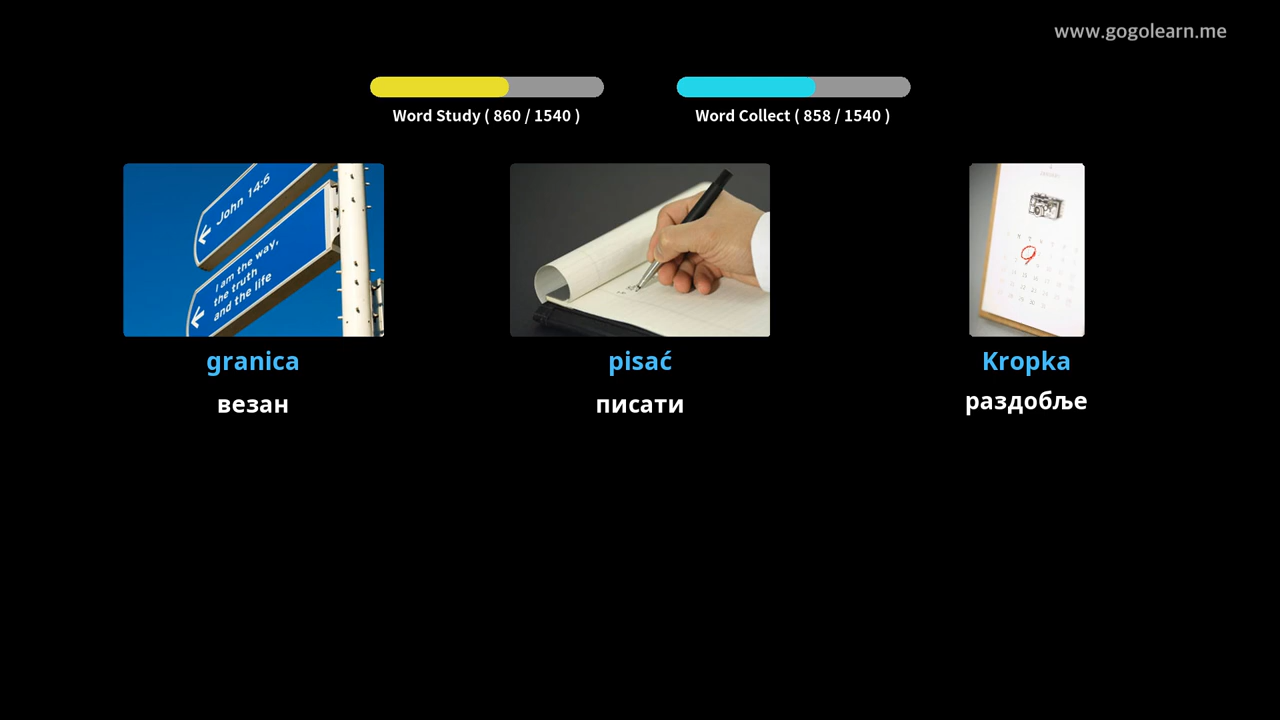 www.gogolearn.me
Word Study ( 860 / 1540 )
Word Collect ( 858 / 1540 )
John 14:6
I am the way,
the truth
and the life
granica
pisać
Kropka
везан
писати
раздобље